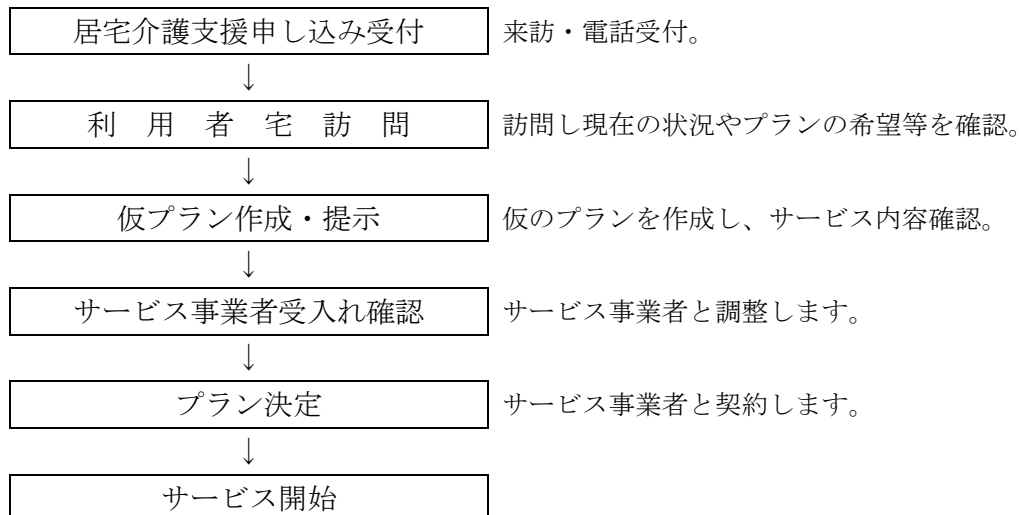 居宅介護支援申し込み受付 来訪・電話受付。
↓
利 用 者 宅 訪 問 訪問し現在の状況やプランの希望等を確認。
↓
仮プラン作成・提示 仮のプランを作成し、サービス内容確認。
↓
サービス事業者受入れ確認 サービス事業者と調整します。
↓
プラン決定 サービス事業者と契約します。
↓
サービス開始